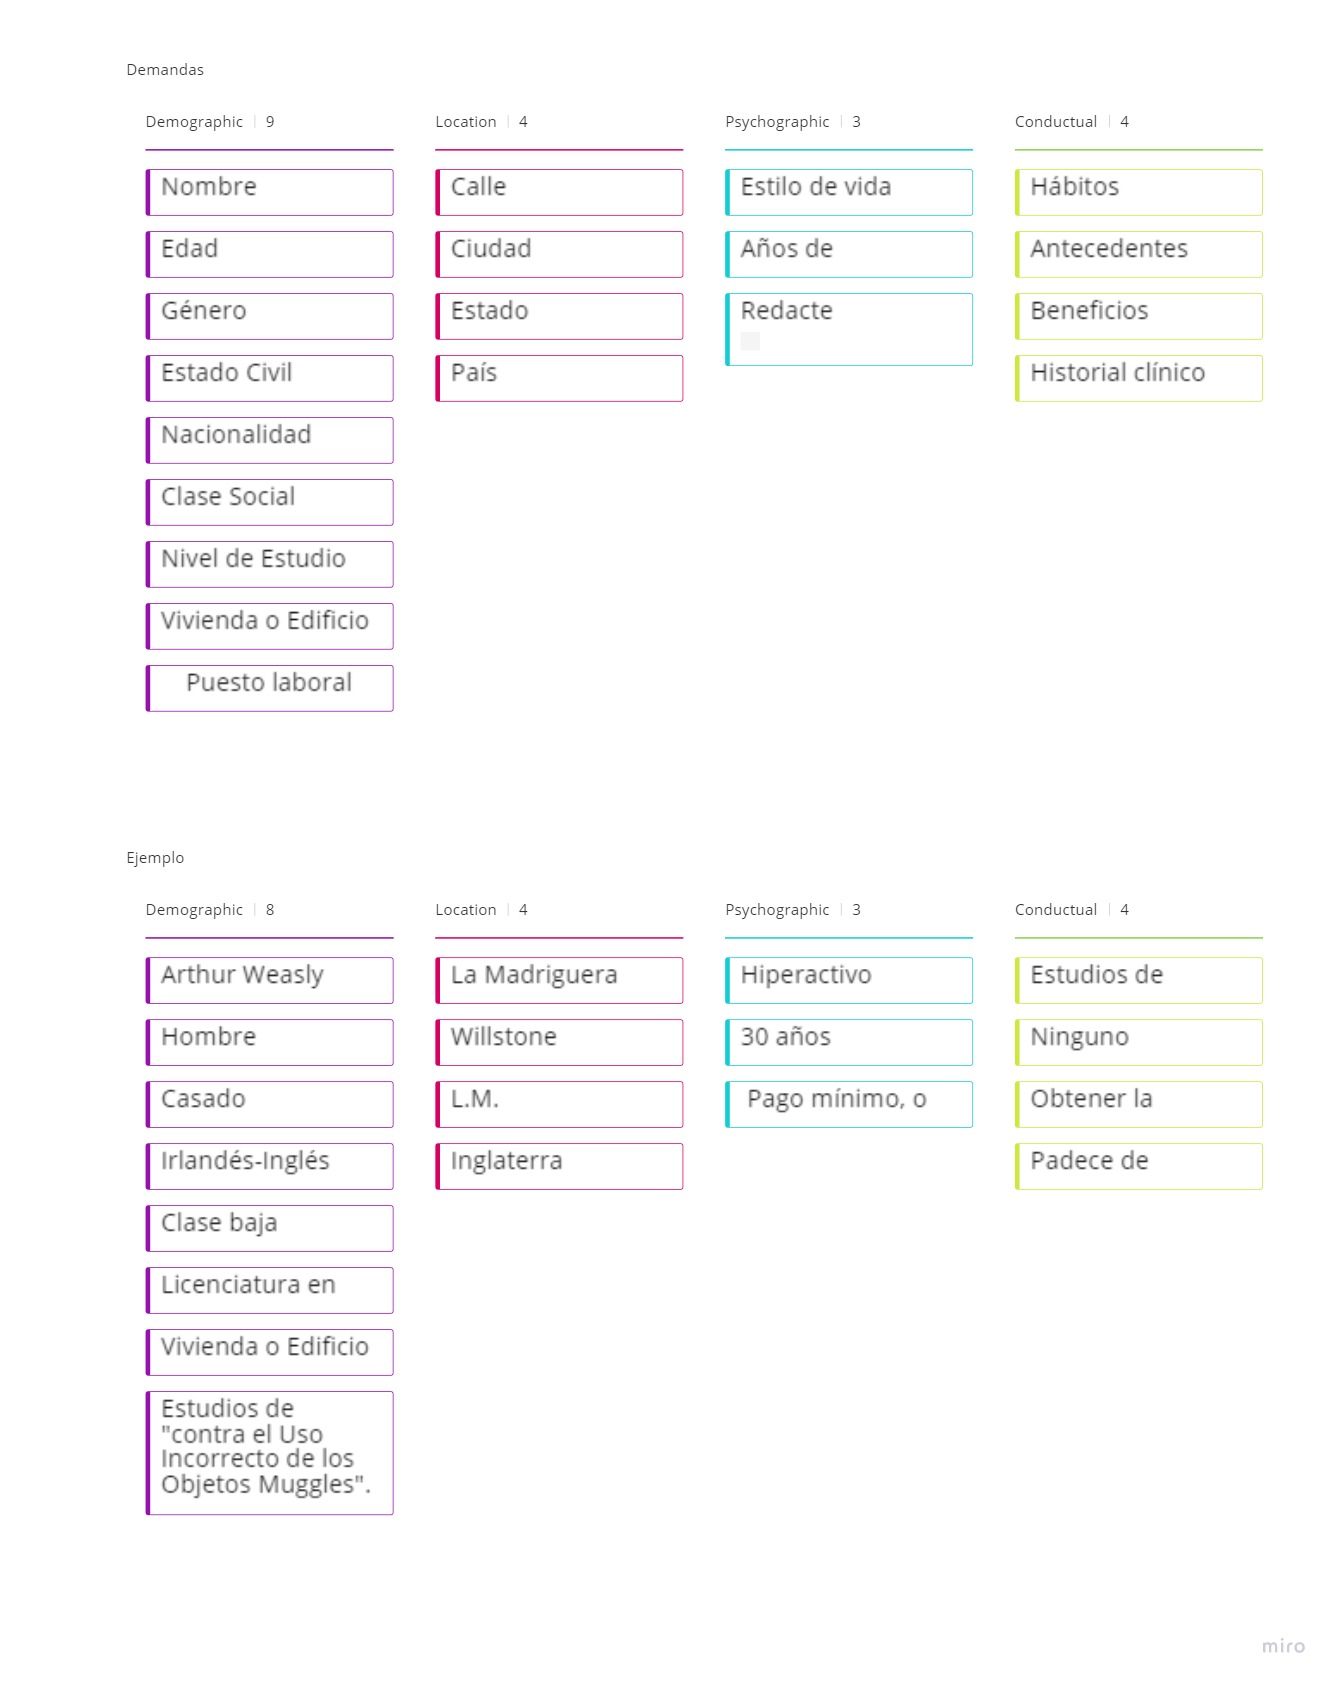 Demandas
Demographic | 9
Nombre
Edad
Género
Estado Civil
Nacionalidad
Clase Social
Nivel de Estudio
Vivienda o Edificio
Puesto laboral
Location | 4
Calle
Ciudad
Estado
País
Psychographic | 3
Estilo de vida
Años de
Redacte
Conductual | 4
Hábitos
Antecedentes
Beneficios
Historial clínico
Ejemplo
Demographic | 8
Arthur Weasly
Hombre
Casado
Irlandés-Inglés
Clase baja
Licenciatura en
Vivienda o Edificio
Estudios de
"contra el Uso
Incorrecto de los
Objetos Muggles".
Location | 4
La Madriguera
Willstone
L.M.
Inglaterra
Psychographic | 3
Hiperactivo
30 años
Pago mínimo, o
Conductual | 4
Estudios de
Ninguno
Obtener la
Padece de
miro